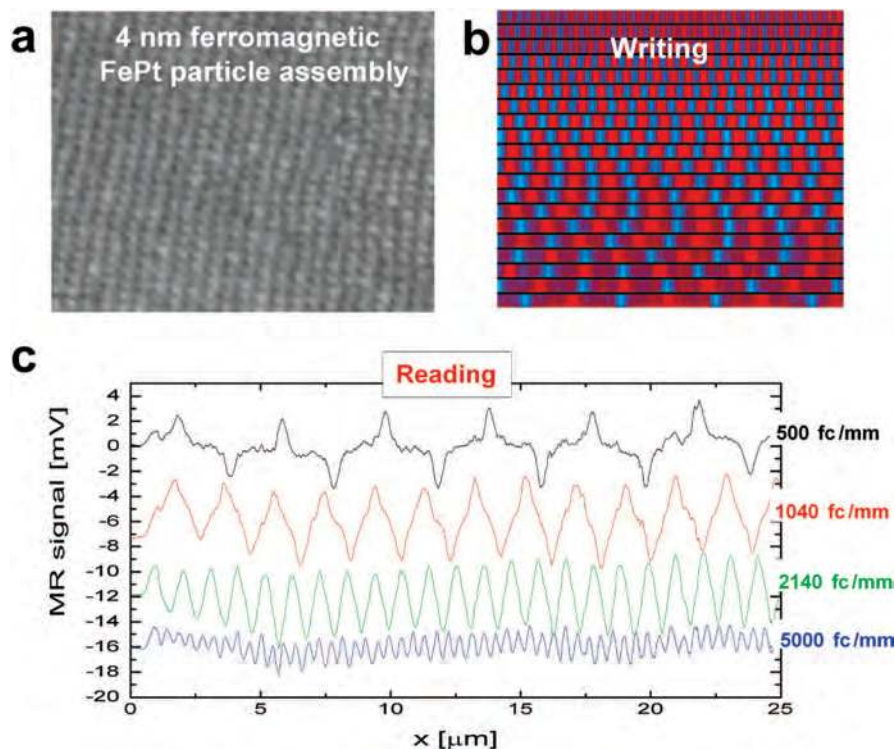 a
4 nm ferromagnetic
FePt particle assembly
b
Writing
c
Reading
MR signal [mV]
4
2
0
-2
-4
-6
-8
-10
-12
-14
-16
-18
-20
500 fc/mm
1040 fc/mm
2140 fc/mm
5000 fc/mm
0
5
10
15
20
25
x [μm]